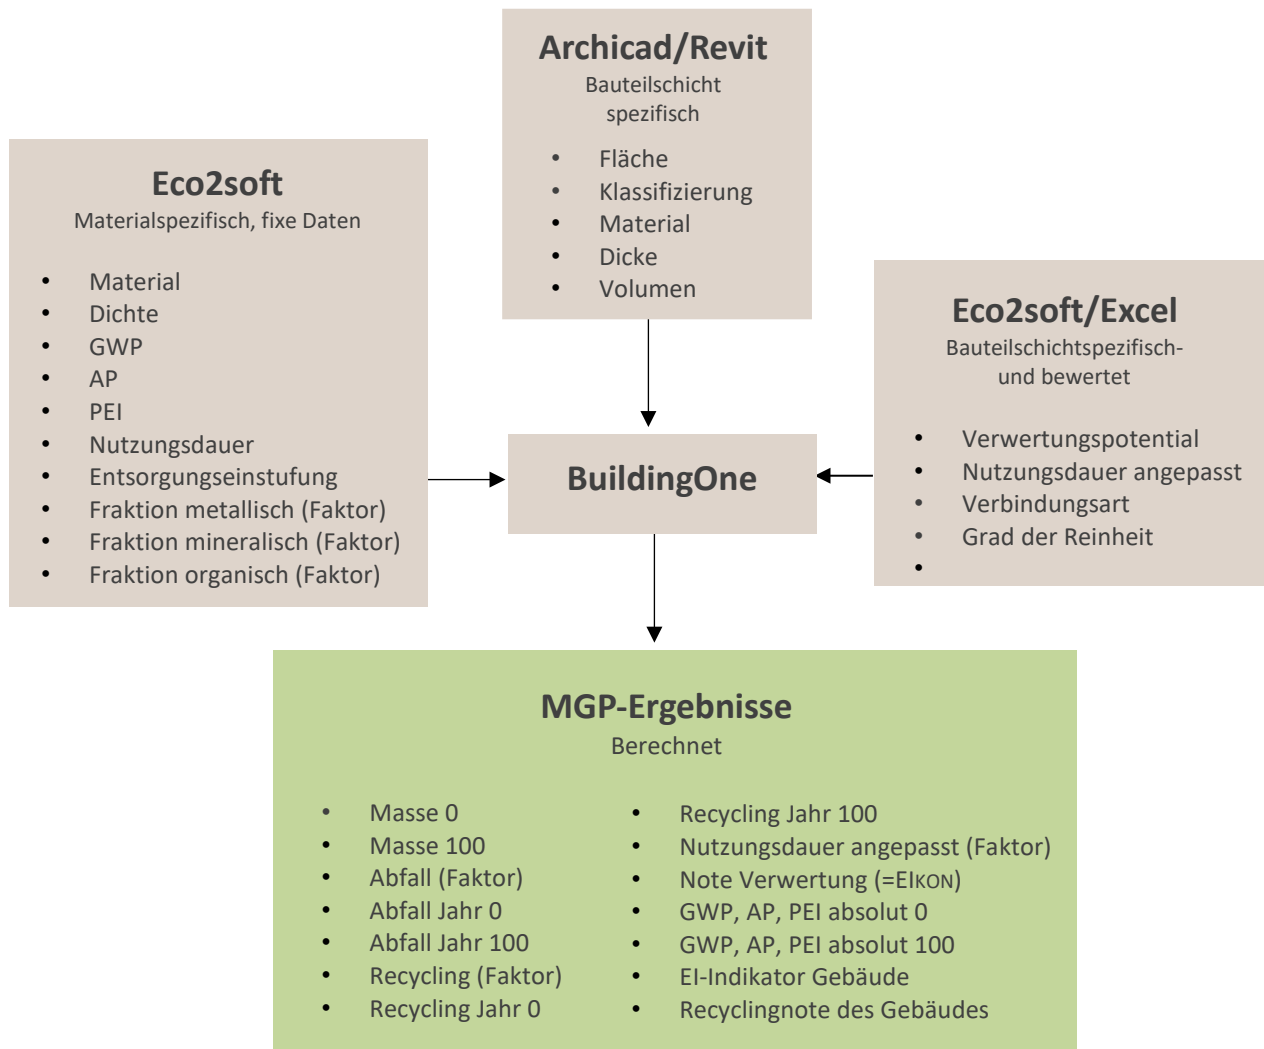 Archicad/Revit
Bauteilschicht
spezifisch
• Fläche
• Klassifizierung
• Material
• Dicke
• Volumen
Eco2soft
Materialspezifisch, fixe Daten
• Material
• Dichte
• GWP
• AP
• PEI
• Nutzungsdauer
• Entsorgungseinstufung
• Fraktion metallisch (Faktor)
• Fraktion mineralisch (Faktor)
• Fraktion organisch (Faktor)
Eco2soft/Excel
Bauteilschichtspezifisch-
und bewertet
• Verwertungspotential
• Nutzungsdauer angepasst
• Verbindungsart
• Grad der Reinheit
•
BuildingOne
MGP-Ergebnisse
Berechnet
• Masse 0
• Masse 100
• Abfall (Faktor)
• Abfall Jahr 0
• Abfall Jahr 100
• Recycling (Faktor)
• Recycling Jahr 0
• Recycling Jahr 100
• Nutzungsdauer angepasst (Faktor)
• Note Verwertung (=EIKON)
• GWP, AP, PEI absolut 0
• GWP, AP, PEI absolut 100
• EI-Indikator Gebäude
• Recyclingnote des Gebäudes